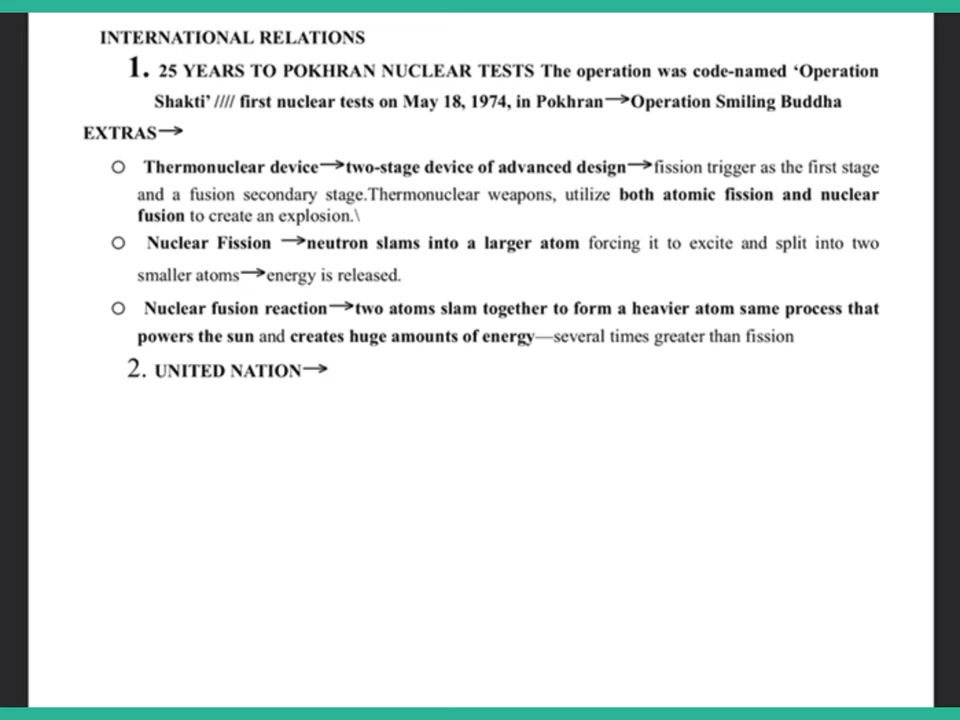 INTERNATIONAL RELATIONS
1. 25 YEARS TO POKHRAN NUCLEAR TESTS The operation was code-named ‘Operation
Shakti’ //// first nuclear tests on May 18, 1974, in Pokhran→Operation Smiling Buddha
EXTRAS→
○ Thermonuclear device→two-stage device of advanced design→fission trigger as the first stage
and a fusion secondary stage.Thermonuclear weapons, utilize both atomic fission and nuclear
fusion to create an explosion.\
○ Nuclear Fission →neutron slams into a larger atom forcing it to excite and split into two
smaller atoms→energy is released.
○ Nuclear fusion reaction→two atoms slam together to form a heavier atom same process that
powers the sun and creates huge amounts of energy—several times greater than fission
2. UNITED NATION→